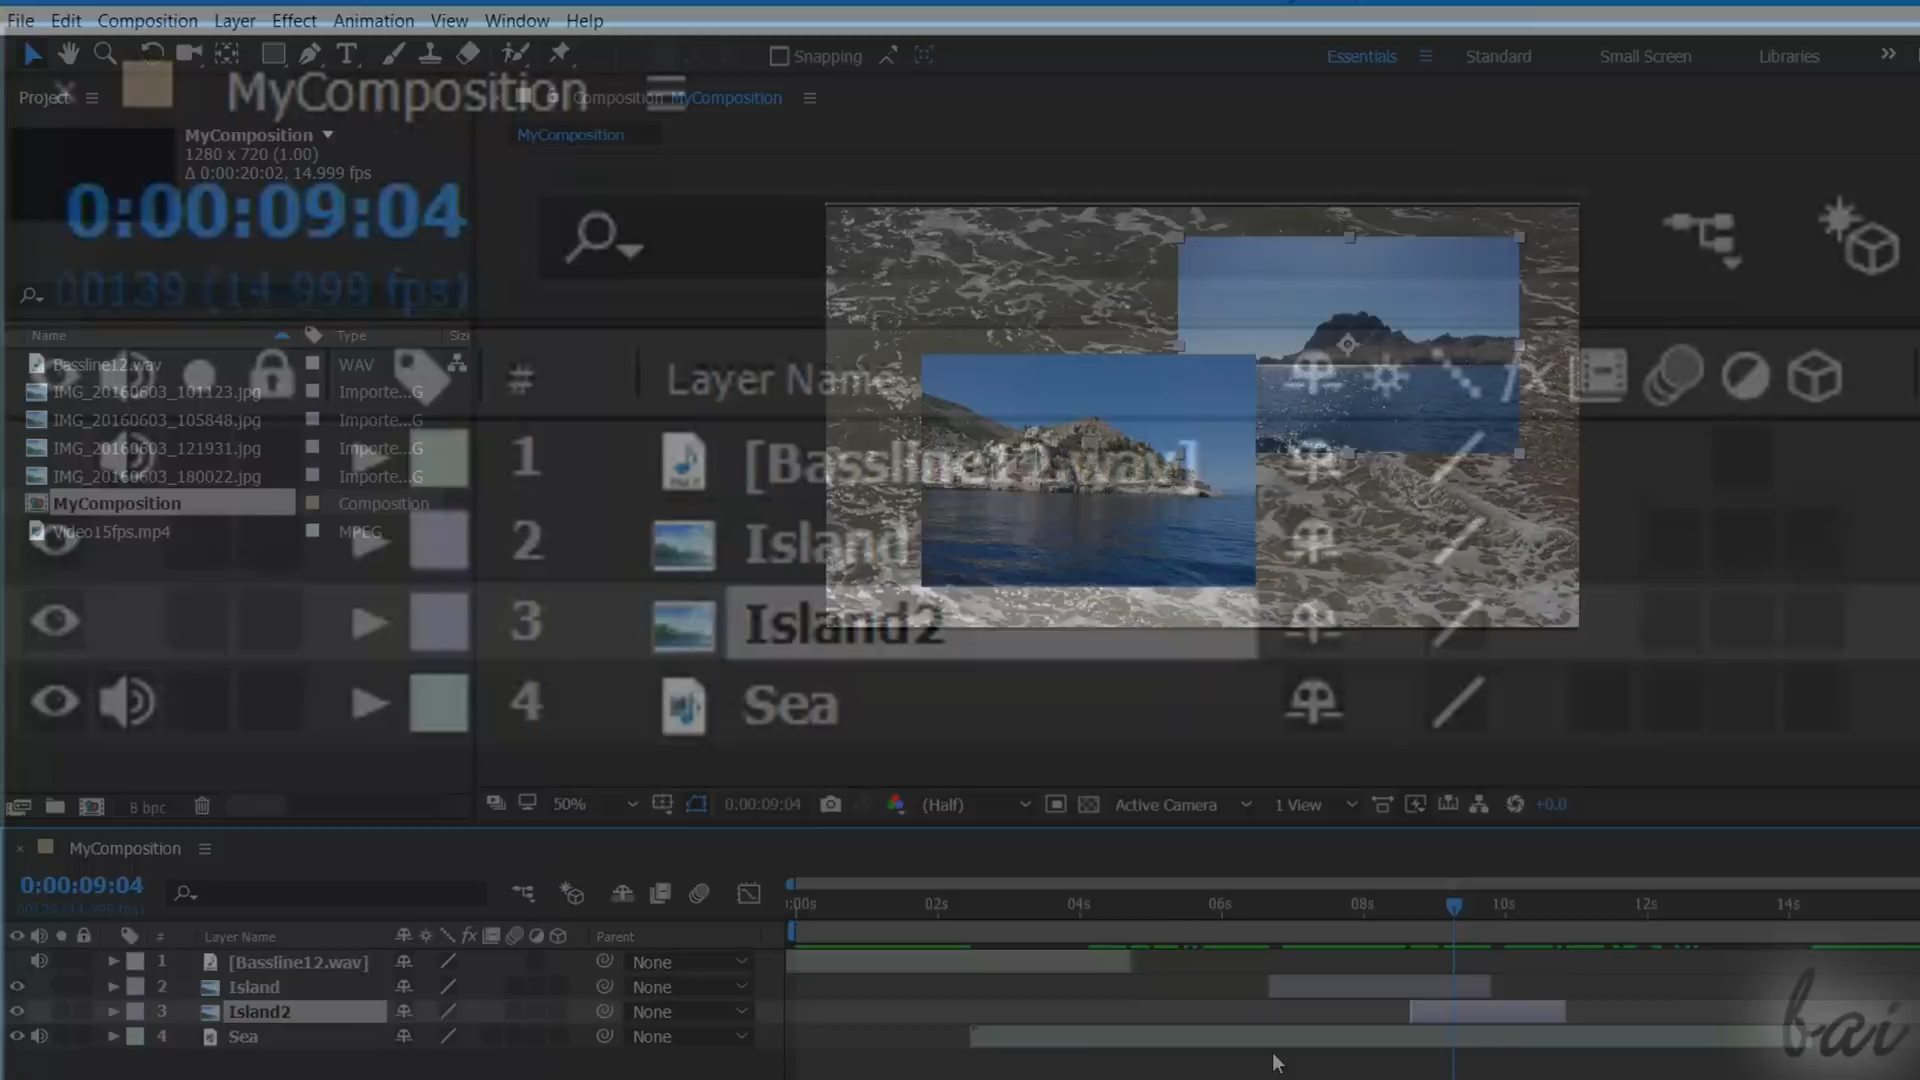 File Edit Composition Layer Effect Animation View Window Help
Snapping Essentials Standard Small Screen Libraries »
Project MyComposition Composition MyComposition
MyComposition
MyComposition
1280 x 720 (1.00)
Δ 0:00:20:02, 14.999 fps
0:00:09:04
00139 (14.999 fps)
Name Type Siz
# Layer Name
Bassline12.wav WAV
IMG_20160603_101123.jpg Importe...G
IMG_20160603_105848.jpg Importe...G
IMG_20160603_121931.jpg Importe...G
IMG_20160603_180022.jpg Importe...G
MyComposition Composition
Video15fps.mp4 MPEG
1 [Bassline12.wav]
2 Island
3 Island2
4 Sea
8 bpc 50% 0:00:09:04 (Half) Active Camera 1 View +0.0
MyComposition
0:00:09:04
00139 (14.999 fps)
:00s 02s 04s 06s 08s 10s 12s 14s
# Layer Name fx Parent
1 [Bassline12.wav] None
2 Island None
3 Island2 None
4 Sea None
bai